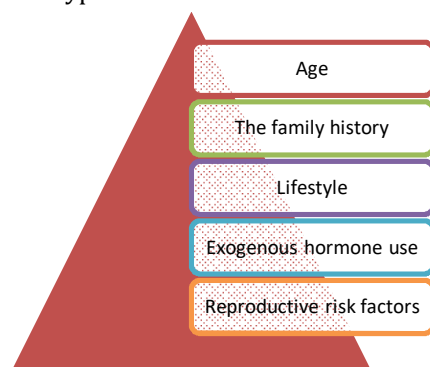 Age
The family history
Lifestyle
Exogenous hormone use
Reproductive risk factors